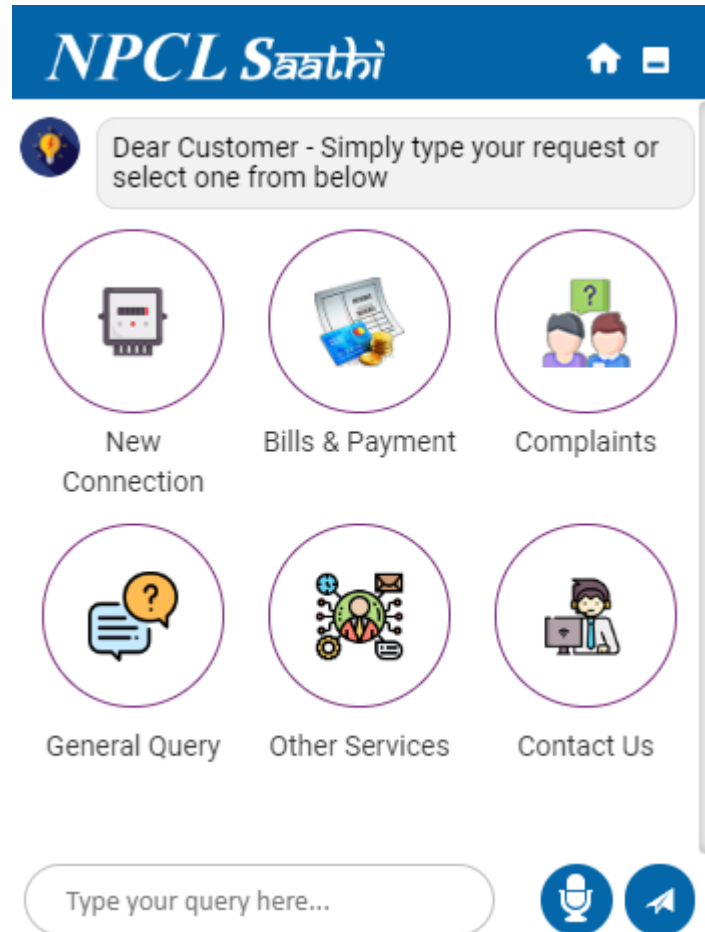 NPCL Saathi
Dear Customer - Simply type your request or
select one from below
New
Connection
Bills & Payment
Complaints
General Query
Other Services
Contact Us
Type your query here...